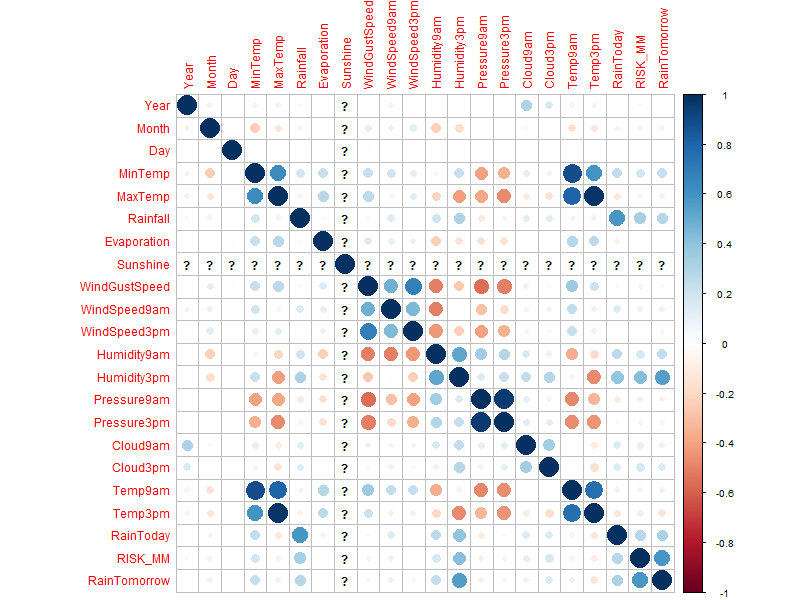 Year
Month
Day
MinTemp
MaxTemp
Rainfall
Evaporation
Sunshine
WindGustSpeed
WindSpeed9am
WindSpeed3pm
Humidity9am
Humidity3pm
Pressure9am
Pressure3pm
Cloud9am
Cloud3pm
Temp9am
Temp3pm
RainToday
RISK_MM
RainTomorrow
Year ?
Month ?
Day ?
MinTemp ?
MaxTemp ?
Rainfall ?
Evaporation ?
Sunshine ? ? ? ? ? ? ? ? ? ? ? ? ? ? ? ? ? ? ? ? ?
WindGustSpeed ?
WindSpeed9am ?
WindSpeed3pm ?
Humidity9am ?
Humidity3pm ?
Pressure9am ?
Pressure3pm ?
Cloud9am ?
Cloud3pm ?
Temp9am ?
Temp3pm ?
RainToday ?
RISK_MM ?
RainTomorrow ?
1
0.8
0.6
0.4
0.2
0
-0.2
-0.4
-0.6
-0.8
-1